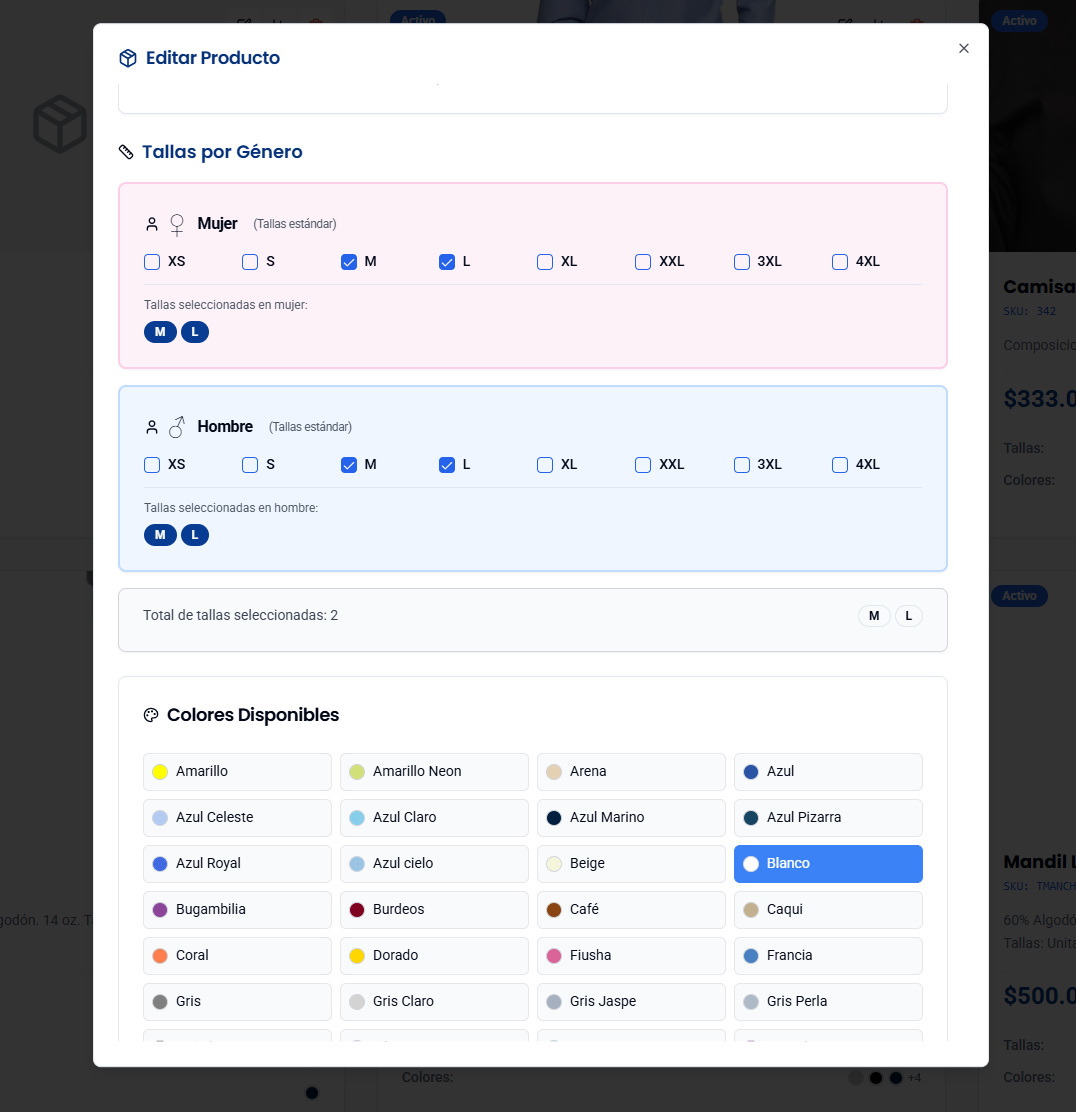 Activo
Activo
Editar Producto
Tallas por Género
Mujer (Tallas estándar)
XS S M L XL XXL 3XL 4XL
Tallas seleccionadas en mujer:
M L
Hombre (Tallas estándar)
XS S M L XL XXL 3XL 4XL
Tallas seleccionadas en hombre:
M L
Total de tallas seleccionadas: 2 M L
Colores Disponibles
Amarillo Amarillo Neon Arena Azul
Azul Celeste Azul Claro Azul Marino Azul Pizarra
Azul Royal Azul cielo Beige Blanco
Bugambilia Burdeos Café Caqui
Coral Dorado Fiusha Francia
Gris Gris Claro Gris Jaspe Gris Perla
Camisa
SKU: 342
Composició
$333.0
Tallas:
Colores:
Activo
Mandil
SKU: TMANCH
godón. 14 oz. T
60% Algodó
Tallas: Unita
$500.0
Tallas:
Colores:
Colores: +4